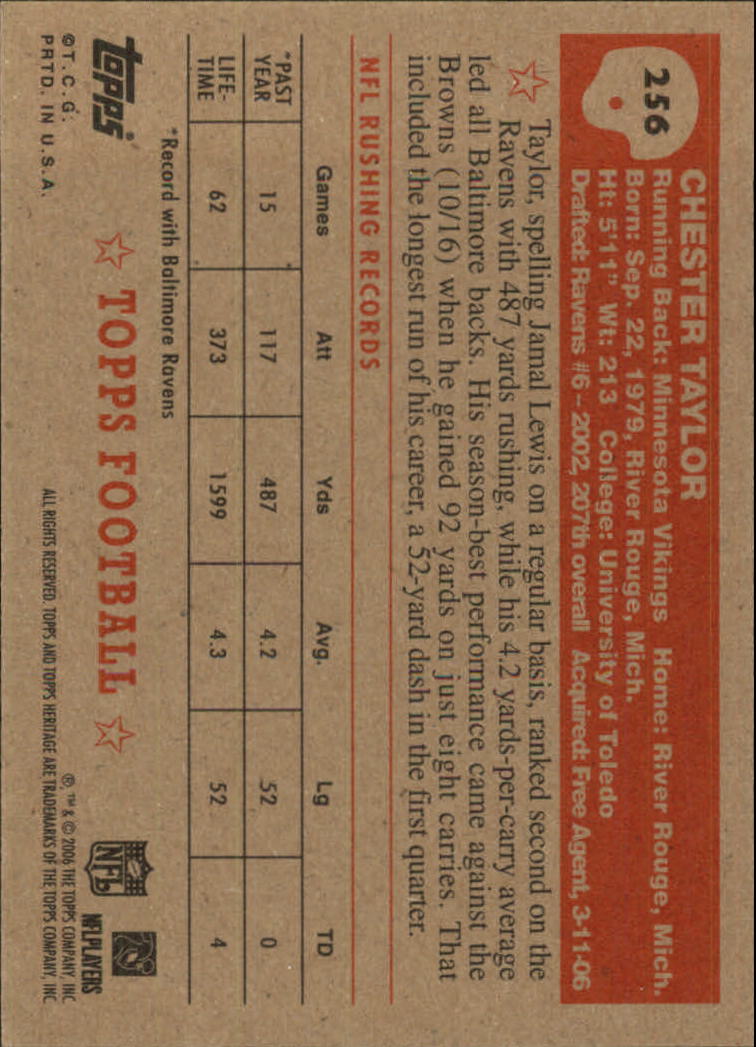 256
CHESTER TAYLOR
Running Back: Minnesota Vikings Home: River Rouge, Mich.
Born: Sep. 22, 1979, River Rouge, Mich.
Ht: 5'11" Wt: 213 College: University of Toledo
Drafted: Ravens #6 - 2002, 207th overall Acquired: Free Agent, 3-11-06
Taylor, spelling Jamal Lewis on a regular basis, ranked second on the
Ravens with 487 yards rushing, while his 4.2 yards-per-carry average
led all Baltimore backs. His season-best performance came against the
Browns (10/16) when he gained 92 yards on just eight carries. That
included the longest run of his career, a 52-yard dash in the first quarter.
NFL RUSHING RECORDS
Games Att Yds Avg. Lg TD
*PAST YEAR 15 117 487 4.2 52 0
LIFE-TIME 62 373 1599 4.3 52 4
*Record with Baltimore Ravens
topps
TOPPS FOOTBALL
NFL
NFLPLAYERS
©T.C.G.
PRTD. IN U.S.A.
®, ™ & © 2006 THE TOPPS COMPANY, INC
ALL RIGHTS RESERVED. TOPPS AND TOPPS HERITAGE ARE TRADEMARKS OF THE TOPPS COMPANY, INC